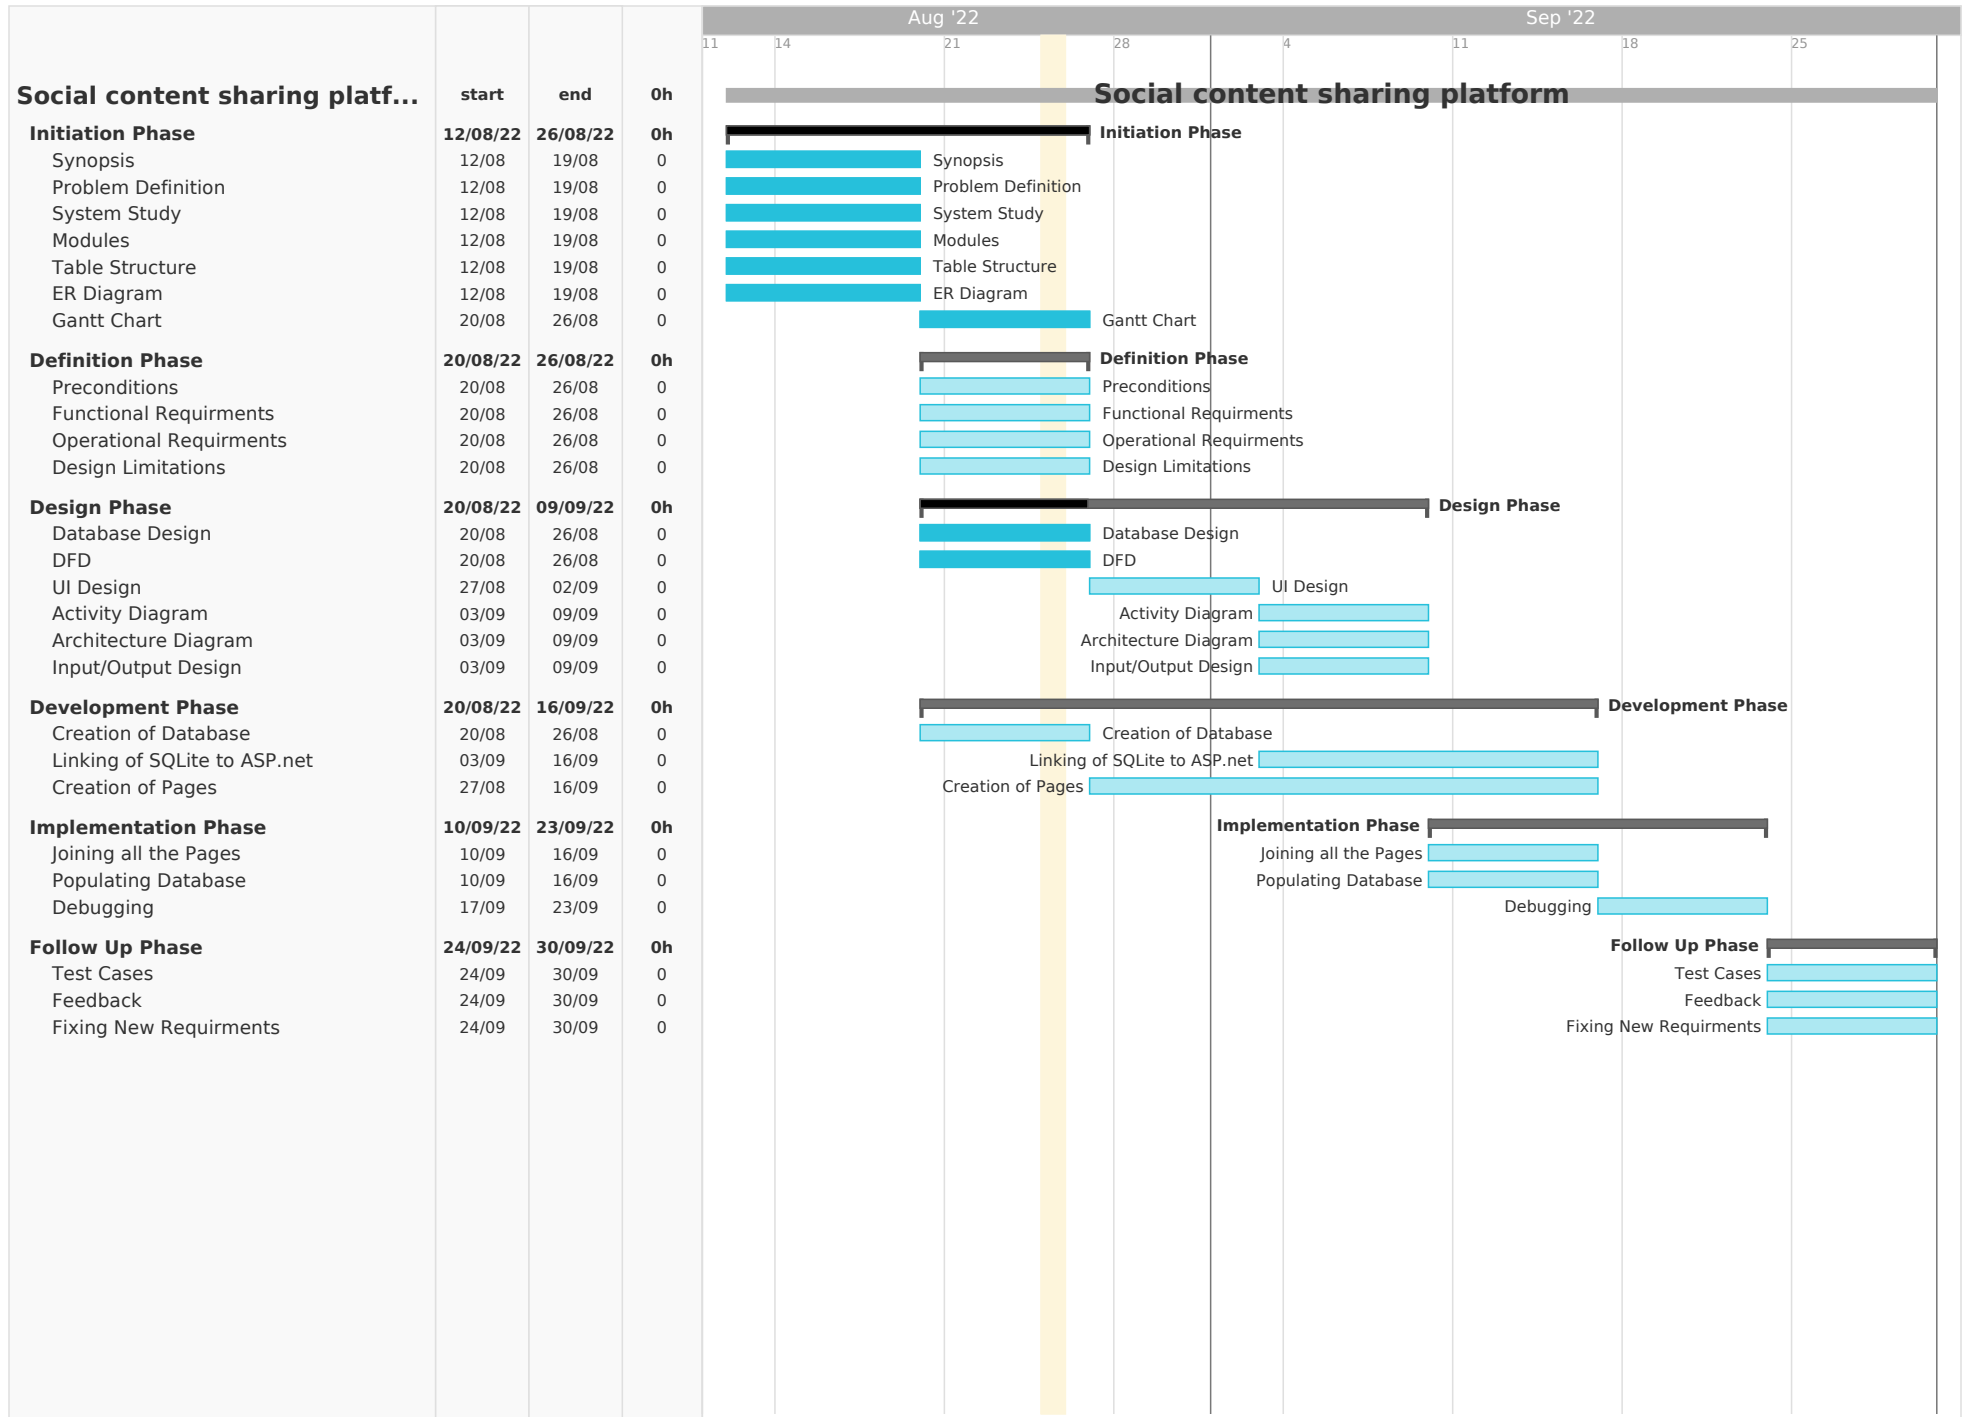 Aug '22 Sep '22
11 14 21 28 4 11 18 25
Social content sharing platf... start end 0h Social content sharing platform
Initiation Phase 12/08/22 26/08/22 0h Initiation Phase
Synopsis 12/08 19/08 0 Synopsis
Problem Definition 12/08 19/08 0 Problem Definition
System Study 12/08 19/08 0 System Study
Modules 12/08 19/08 0 Modules
Table Structure 12/08 19/08 0 Table Structure
ER Diagram 12/08 19/08 0 ER Diagram
Gantt Chart 20/08 26/08 0 Gantt Chart
Definition Phase 20/08/22 26/08/22 0h Definition Phase
Preconditions 20/08 26/08 0 Preconditions
Functional Requirments 20/08 26/08 0 Functional Requirments
Operational Requirments 20/08 26/08 0 Operational Requirments
Design Limitations 20/08 26/08 0 Design Limitations
Design Phase 20/08/22 09/09/22 0h Design Phase
Database Design 20/08 26/08 0 Database Design
DFD 20/08 26/08 0 DFD
UI Design 27/08 02/09 0 UI Design
Activity Diagram 03/09 09/09 0 Activity Diagram
Architecture Diagram 03/09 09/09 0 Architecture Diagram
Input/Output Design 03/09 09/09 0 Input/Output Design
Development Phase 20/08/22 16/09/22 0h Development Phase
Creation of Database 20/08 26/08 0 Creation of Database
Linking of SQLite to ASP.net 03/09 16/09 0 Linking of SQLite to ASP.net
Creation of Pages 27/08 16/09 0 Creation of Pages
Implementation Phase 10/09/22 23/09/22 0h Implementation Phase
Joining all the Pages 10/09 16/09 0 Joining all the Pages
Populating Database 10/09 16/09 0 Populating Database
Debugging 17/09 23/09 0 Debugging
Follow Up Phase 24/09/22 30/09/22 0h Follow Up Phase
Test Cases 24/09 30/09 0 Test Cases
Feedback 24/09 30/09 0 Feedback
Fixing New Requirments 24/09 30/09 0 Fixing New Requirments